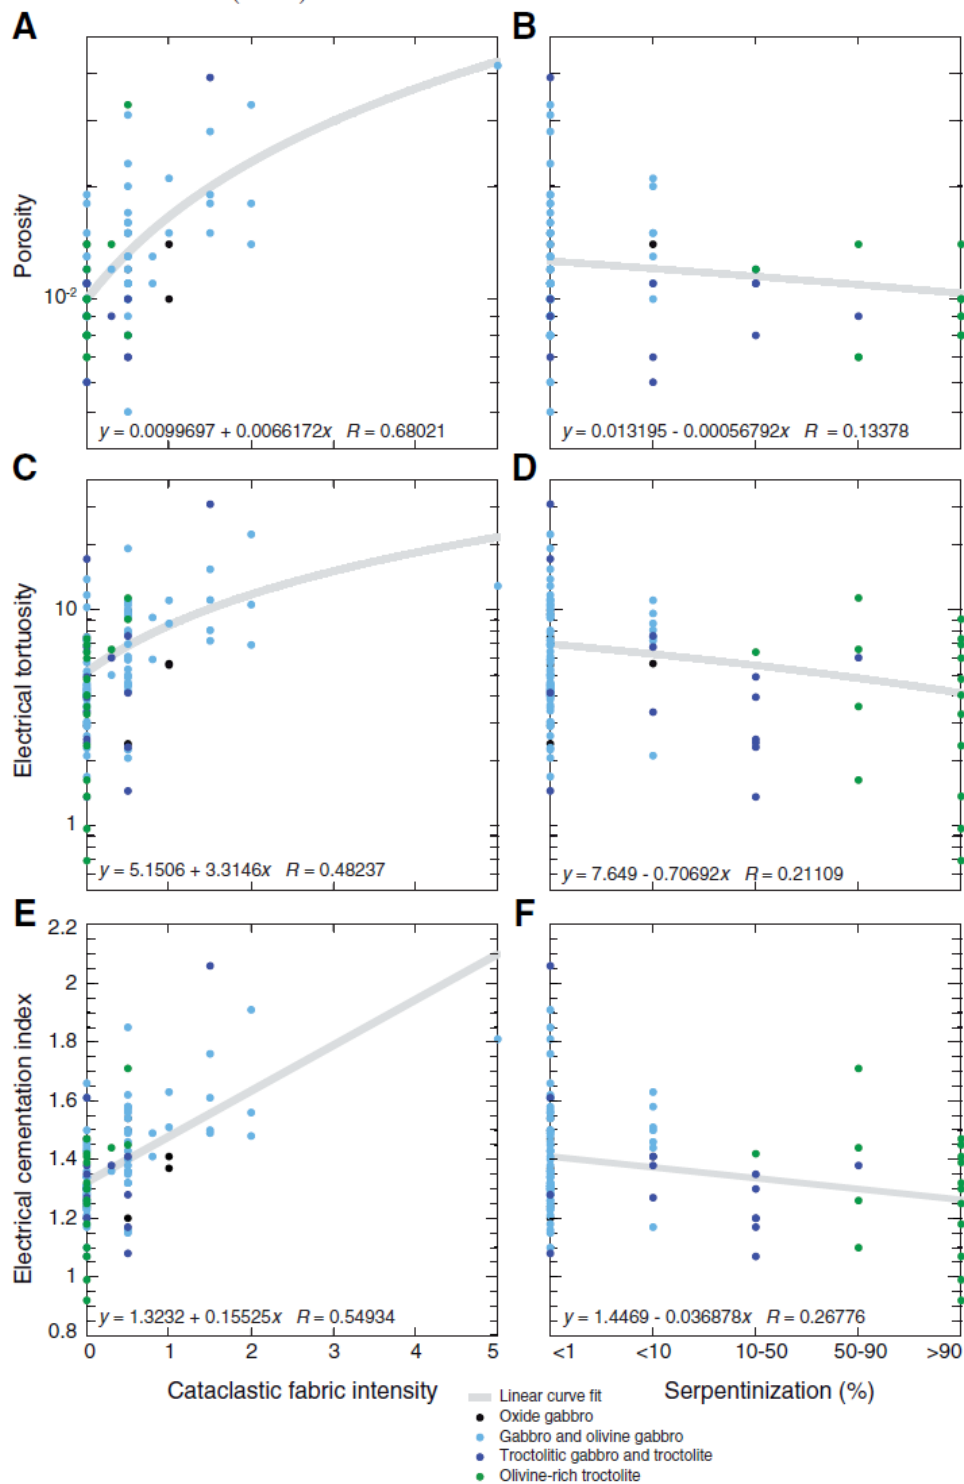 A
B
Porosity
10-2
y = 0.0099697 + 0.0066172x R = 0.68021
y = 0.013195 - 0.00056792x R = 0.13378
C
D
Electrical tortuosity
10
1
y = 5.1506 + 3.3146x R = 0.48237
y = 7.649 - 0.70692x R = 0.21109
E
F
Electrical cementation index
2.2
2
1.8
1.6
1.4
1.2
1
0.8
y = 1.3232 + 0.15525x R = 0.54934
y = 1.4469 - 0.036878x R = 0.26776
0 1 2 3 4 5
<1 <10 10-50 50-90 >90
Cataclastic fabric intensity
Serpentinization (%)
Linear curve fit
Oxide gabbro
Gabbro and olivine gabbro
Troctolitic gabbro and troctolite
Olivine-rich troctolite